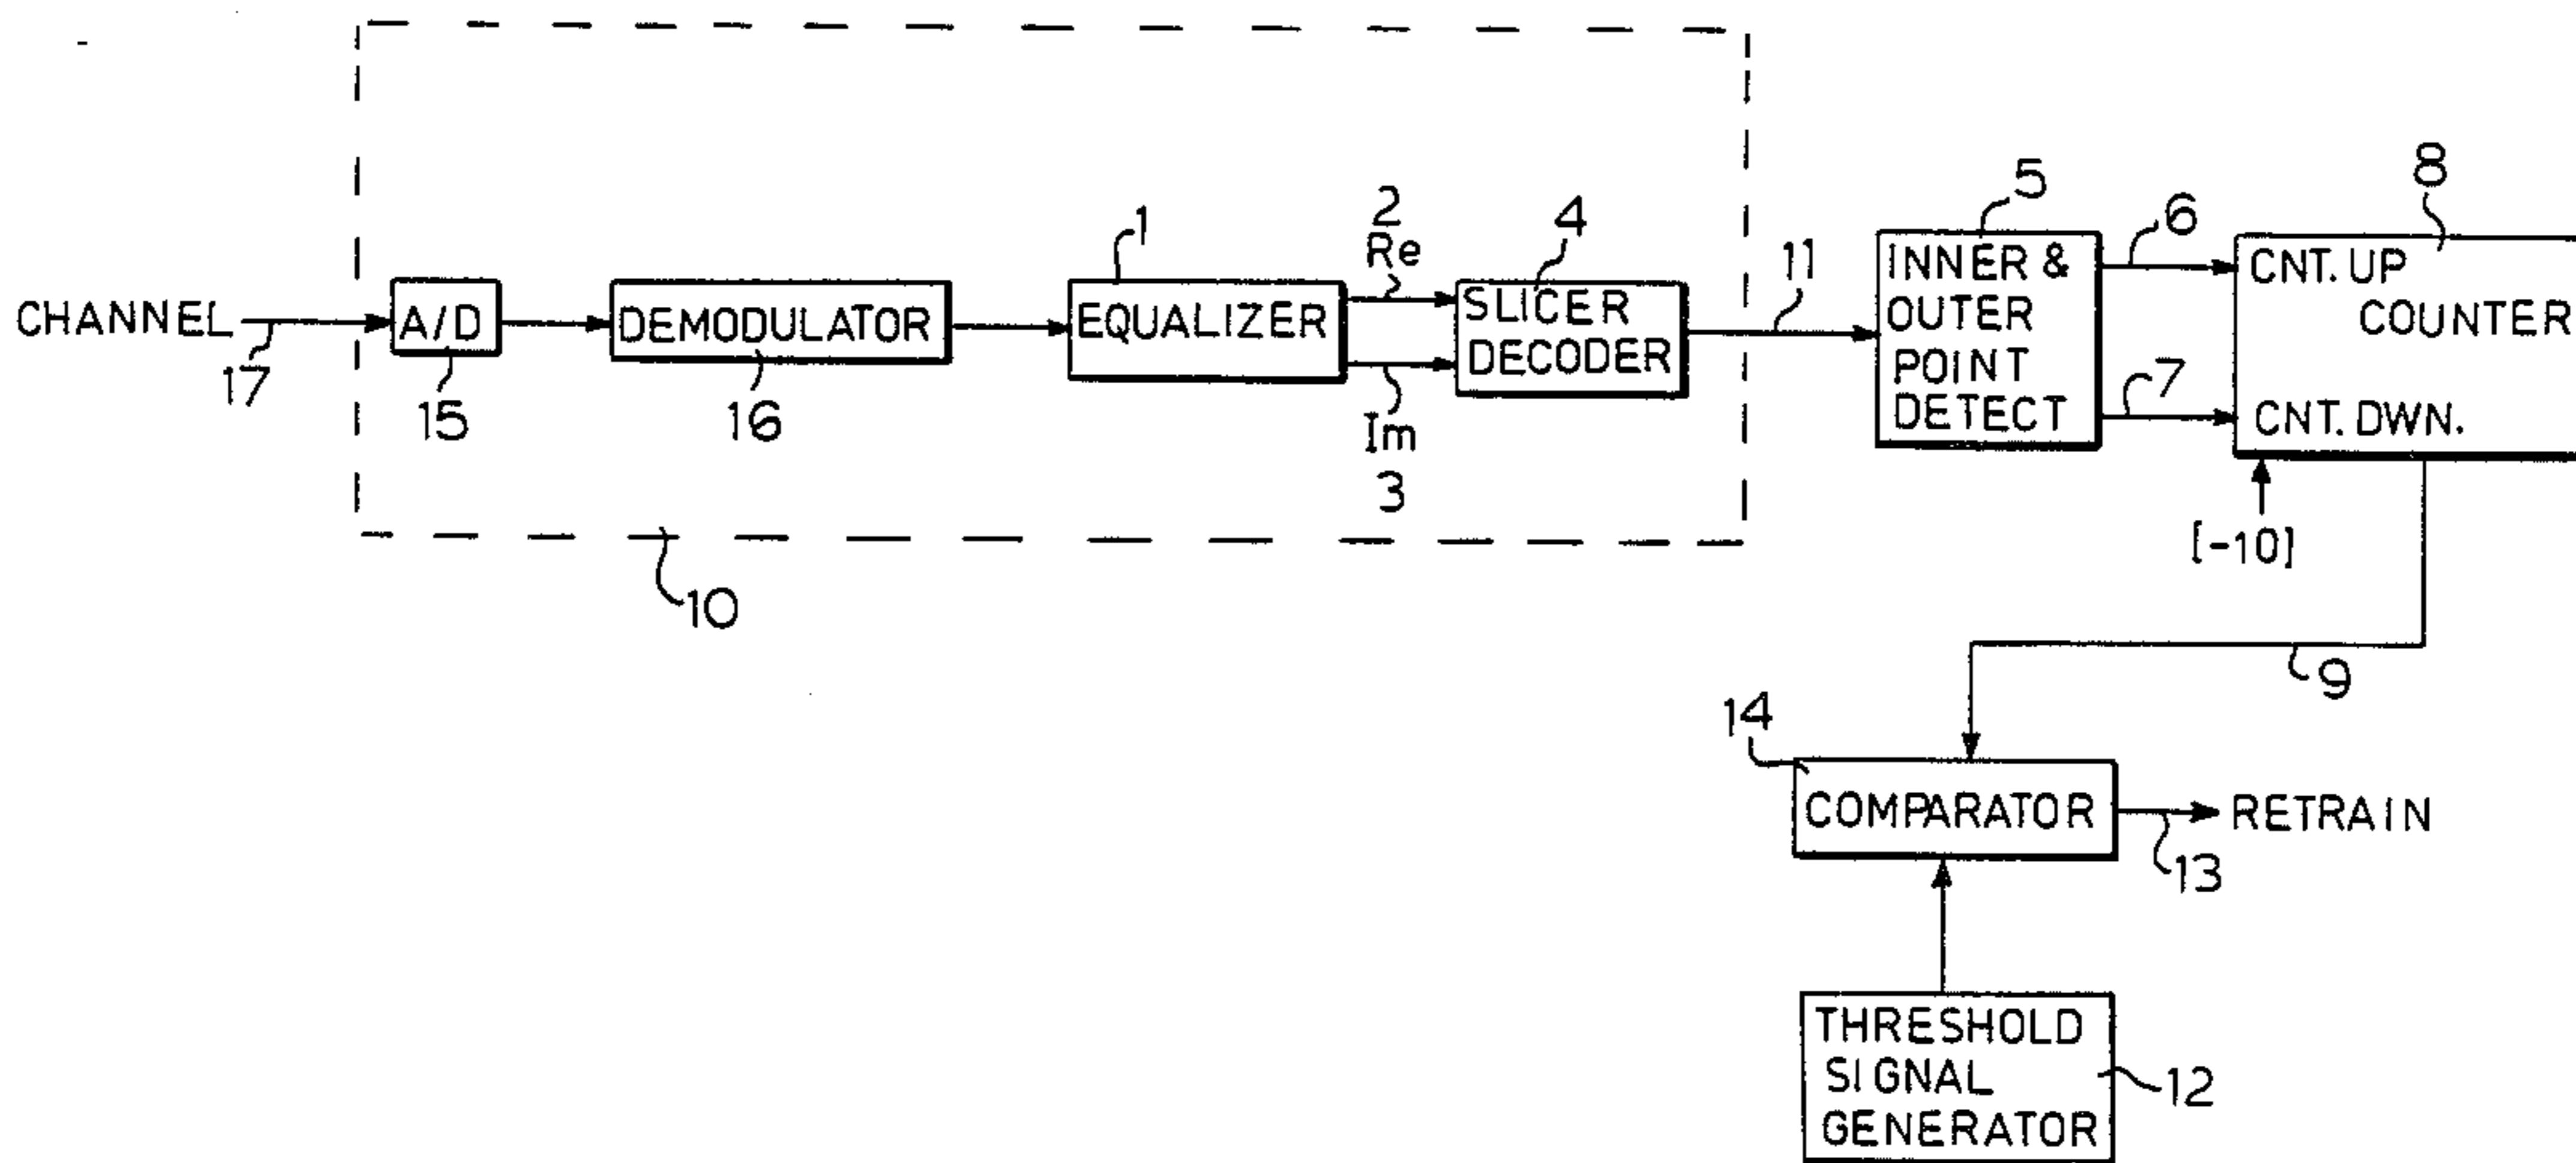 CHANNEL
17
A/D
15
DEMODULATOR
16
1
EQUALIZER
2
Re
Im
3
4
SLICER
DECODER
10
11
5
INNER &
OUTER
POINT
DETECT
6
7
8
CNT. UP
COUNTER
CNT. DWN.
[-10]
9
14
COMPARATOR
13
RETRAIN
THRESHOLD
SIGNAL
GENERATOR
12